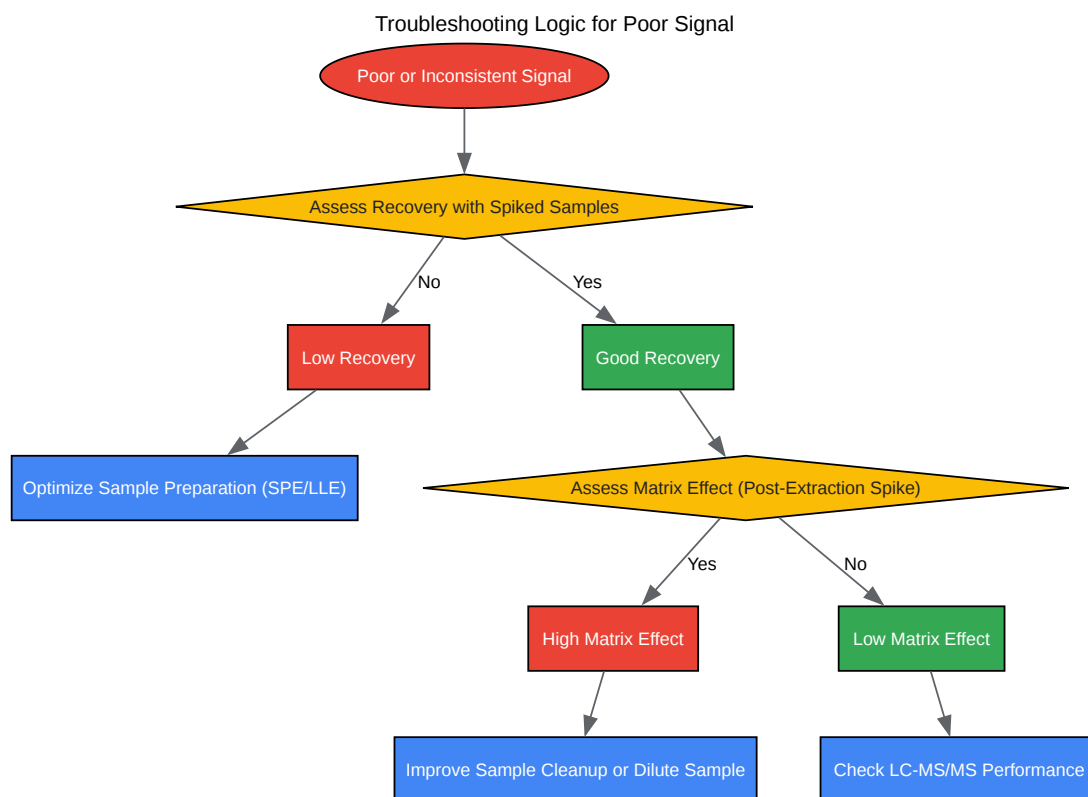 Troubleshooting Logic for Poor Signal
Poor or Inconsistent Signal
Assess Recovery with Spiked Samples
No
Yes
Low Recovery
Good Recovery
Optimize Sample Preparation (SPE/LLE)
Assess Matrix Effect (Post-Extraction Spike)
Yes
No
High Matrix Effect
Low Matrix Effect
Improve Sample Cleanup or Dilute Sample
Check LC-MS/MS Performance